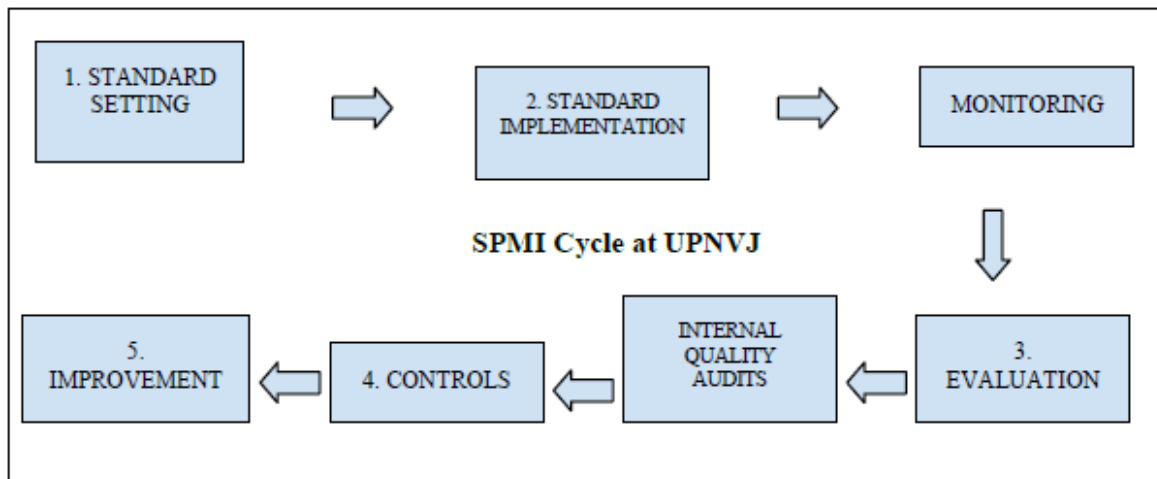 1. STANDARD
SETTING
2. STANDARD
IMPLEMENTATION
MONITORING
SPMI Cycle at UPNVJ
5.
IMPROVEMENT
4. CONTROLS
INTERNAL
QUALITY
AUDITS
3.
EVALUATION